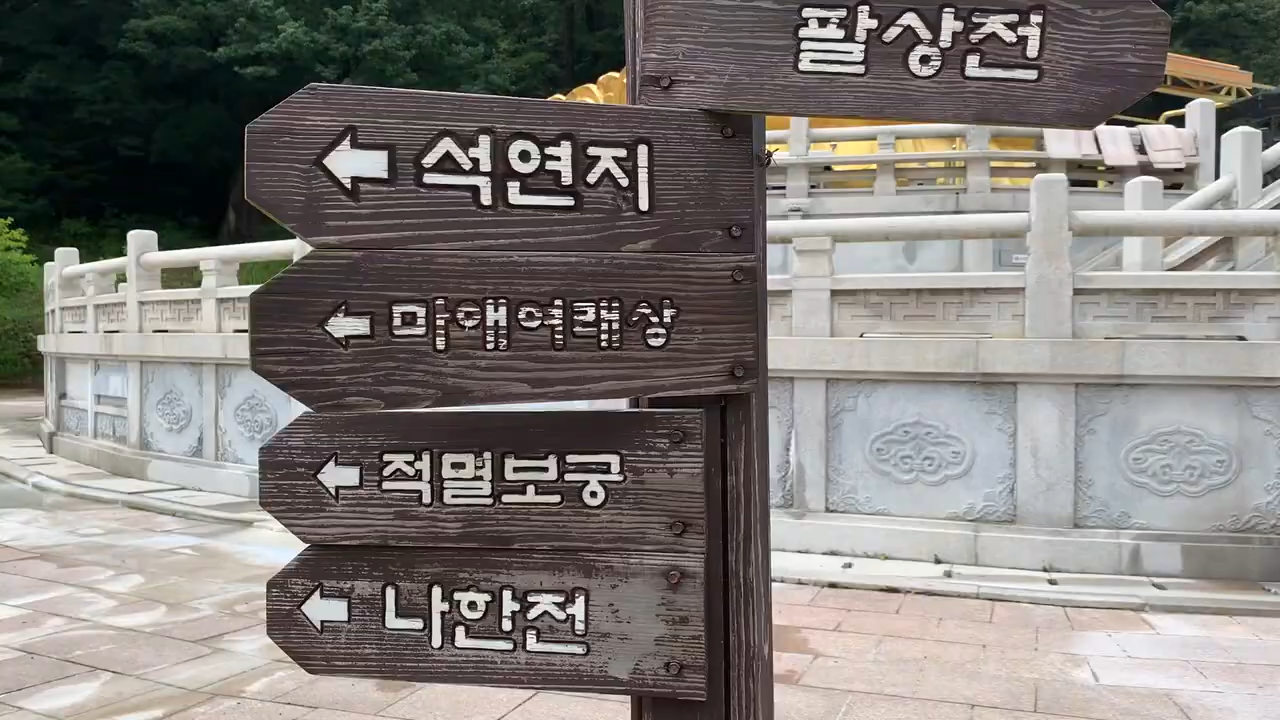 팔상전
← 석연지
← 마애여래상
← 적멸보궁
← 나한전